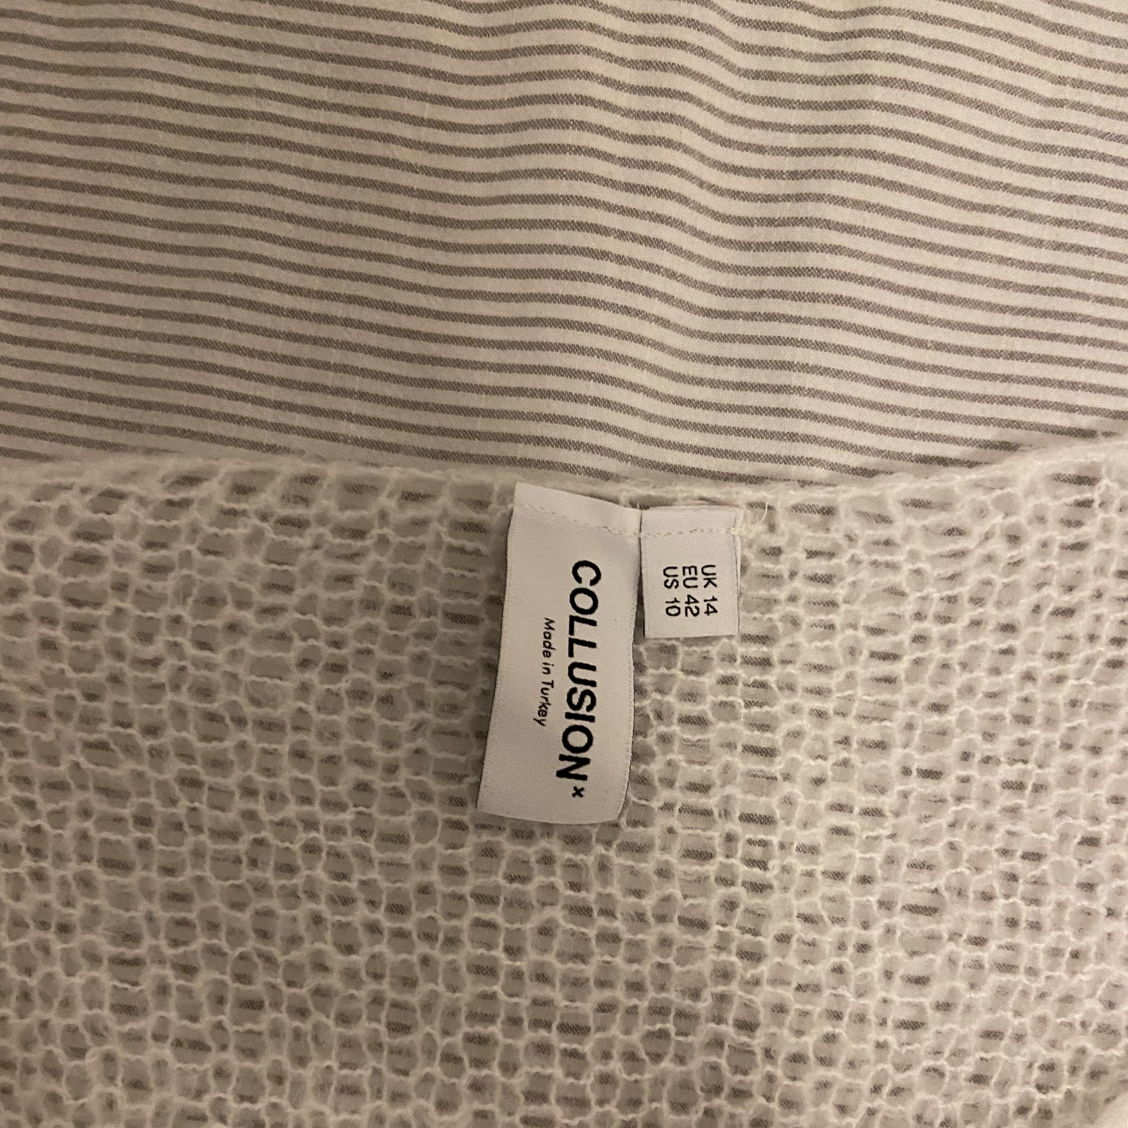 COLLUSION×
Made in Turkey
UK 14
EU 42
US 10